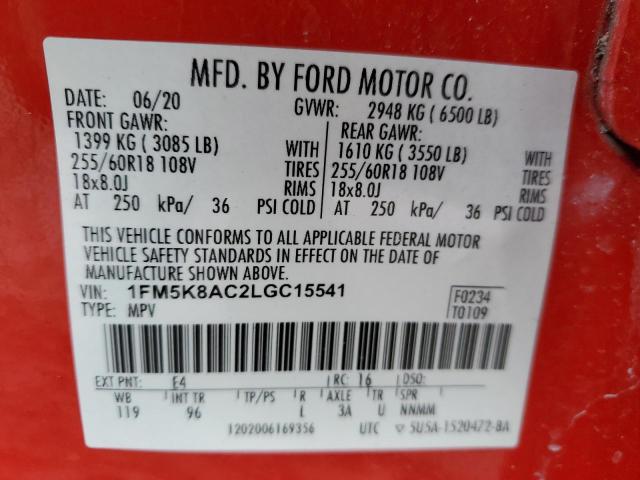 MFD. BY FORD MOTOR CO.
DATE: 06/20 GVWR: 2948 KG ( 6500 LB)
FRONT GAWR: REAR GAWR:
1399 KG ( 3085 LB) WITH 1610 KG ( 3550 LB) WITH
255/60R18 108V TIRES 255/60R18 108V TIRES
18x8.0J RIMS 18x8.0J RIMS
AT 250 kPa/ 36 PSI COLD AT 250 kPa/ 36 PSI COLD
THIS VEHICLE CONFORMS TO ALL APPLICABLE FEDERAL MOTOR
VEHICLE SAFETY STANDARDS IN EFFECT ON THE DATE OF
MANUFACTURE SHOWN ABOVE.
VIN: 1FM5K8AC2LGC15541 F0234
TYPE: MPV T0109
EXT PNT: E4 RC: 16 DSO:
WB INT TR TP/PS R AXLE TR SPR
119 96 L 3A U NNMM
1202006169356 UTC ▽ 5U5A-1520472-BA